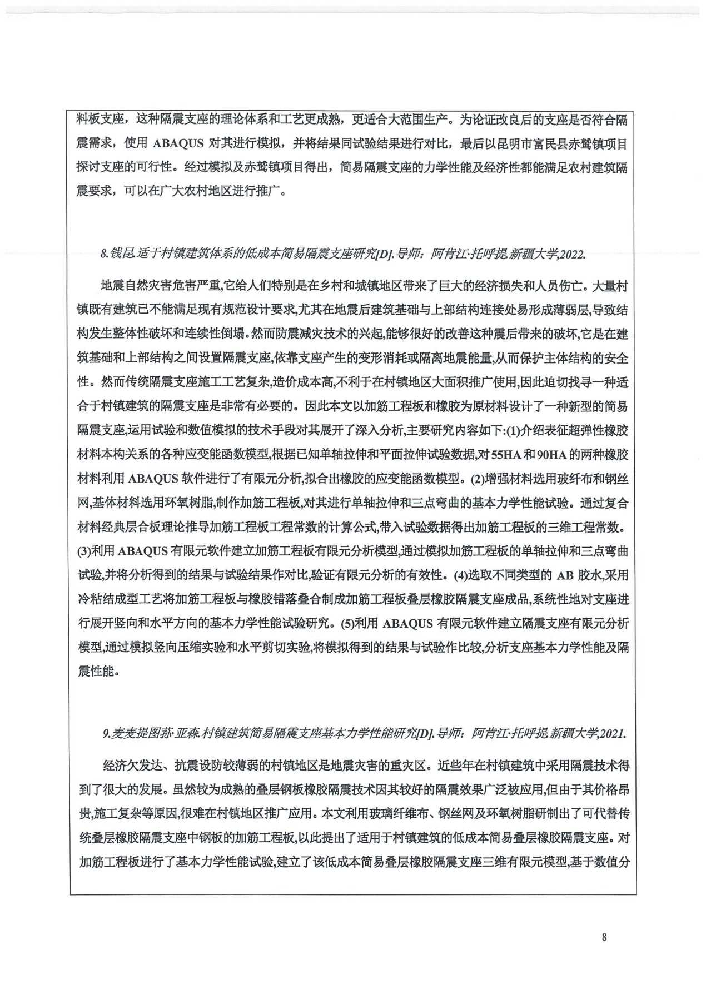 料板支座，这种隔震支座的理论体系和工艺更成熟，更适合大范围生产。为论证改良后的支座是否符合隔
震需求，使用 ABAQUS 对其进行模拟，并将结果同试验结果进行对比，最后以昆明市富民县赤鹫镇项目
探讨支座的可行性。经过模拟及赤鹫镇项目得出，简易隔震支座的力学性能及经济性都能满足农村建筑隔
震要求，可以在广大农村地区进行推广。
8.钱昆.适于村镇建筑体系的低成本简易隔震支座研究[D].导师：阿肯江·托呼提.新疆大学,2022.
地震自然灾害危害严重,它给人们特别是在乡村和城镇地区带来了巨大的经济损失和人员伤亡。大量村
镇既有建筑已不能满足现有规范设计要求,尤其在地震后建筑基础与上部结构连接处易形成薄弱层,导致结
构发生整体性破坏和连续性倒塌。然而防震减灾技术的兴起,能够很好的改善这种震后带来的破坏,它是在建
筑基础和上部结构之间设置隔震支座,依靠支座产生的变形消耗或隔离地震能量,从而保护主体结构的安全
性。然而传统隔震支座施工工艺复杂,造价成本高,不利于在村镇地区大面积推广使用,因此迫切找寻一种适
合于村镇建筑的隔震支座是非常有必要的。因此本文以加筋工程板和橡胶为原材料设计了一种新型的简易
隔震支座,运用试验和数值模拟的技术手段对其展开了深入分析,主要研究内容如下:(1)介绍表征超弹性橡胶
材料本构关系的各种应变能函数模型,根据已知单轴拉伸和平面拉伸试验数据,对55HA和90HA的两种橡胶
材料利用 ABAQUS 软件进行了有限元分析,拟合出橡胶的应变能函数模型。(2)增强材料选用玻纤布和钢丝
网,基体材料选用环氧树脂,制作加筋工程板,对其进行单轴拉伸和三点弯曲的基本力学性能试验。通过复合
材料经典层合板理论推导加筋工程板工程常数的计算公式,带入试验数据得出加筋工程板的三维工程常数。
(3)利用 ABAQUS 有限元软件建立加筋工程板有限元分析模型,通过模拟加筋工程板的单轴拉伸和三点弯曲
试验,并将分析得到的结果与试验结果作对比,验证有限元分析的有效性。(4)选取不同类型的 AB 胶水,采用
冷粘结成型工艺将加筋工程板与橡胶错落叠合制成加筋工程板叠层橡胶隔震支座成品,系统性地对支座进
行展开竖向和水平方向的基本力学性能试验研究。(5)利用 ABAQUS 有限元软件建立隔震支座有限元分析
模型,通过模拟竖向压缩实验和水平剪切实验,将模拟得到的结果与试验作比较,分析支座基本力学性能及隔
震性能。
9.麦麦提图荪·亚森.村镇建筑简易隔震支座基本力学性能研究[D].导师：阿肯江·托呼提.新疆大学,2021.
经济欠发达、抗震设防较薄弱的村镇地区是地震灾害的重灾区。近些年在村镇建筑中采用隔震技术得
到了很大的发展。虽然较为成熟的叠层钢板橡胶隔震技术因其较好的隔震效果广泛被应用,但由于其价格昂
贵,施工复杂等原因,很难在村镇地区推广应用。本文利用玻璃纤维布、钢丝网及环氧树脂研制出了可代替传
统叠层橡胶隔震支座中钢板的加筋工程板,以此提出了适用于村镇建筑的低成本简易叠层橡胶隔震支座。对
加筋工程板进行了基本力学性能试验,建立了该低成本简易叠层橡胶隔震支座三维有限元模型,基于数值分
8